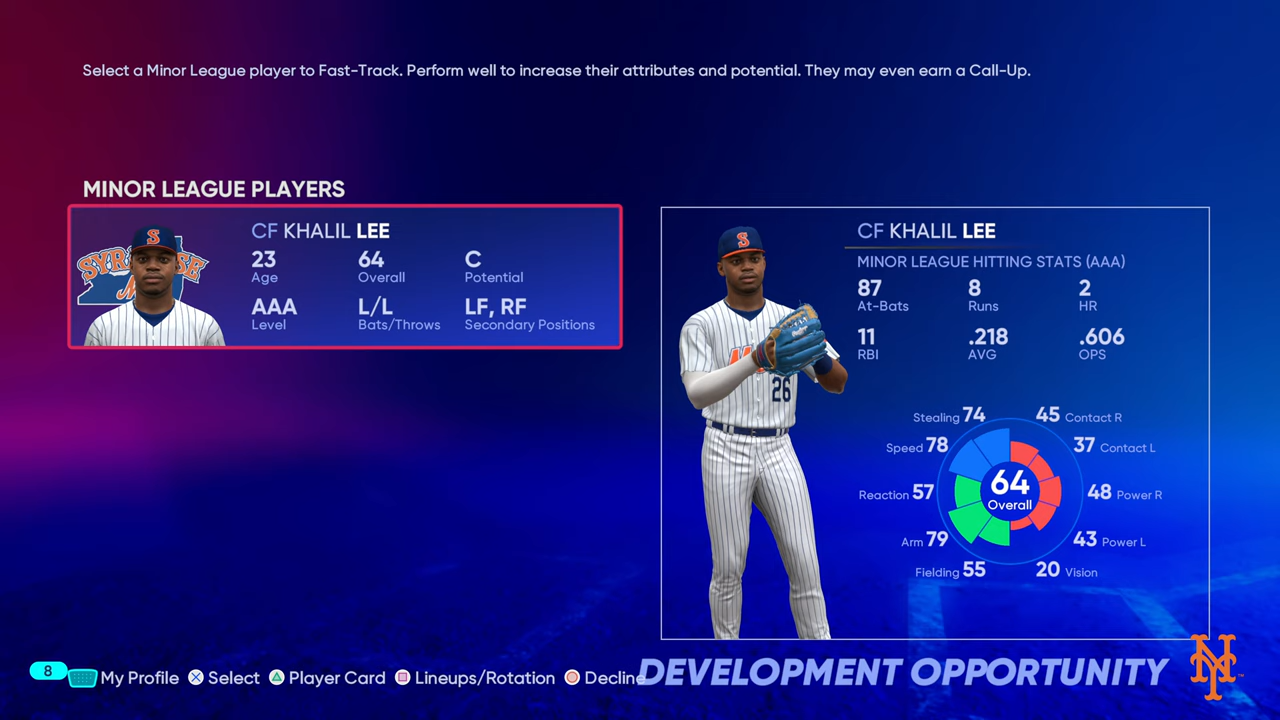 Select a Minor League player to Fast-Track. Perform well to increase their attributes and potential. They may even earn a Call-Up.
MINOR LEAGUE PLAYERS
CF KHALIL LEE
23 64 C
Age Overall Potential
AAA L/L LF, RF
Level Bats/Throws Secondary Positions
S
CF KHALIL LEE
MINOR LEAGUE HITTING STATS (AAA)
87 8 2
At-Bats Runs HR
11 .218 .606
RBI AVG OPS
S
26
Stealing 74 45 Contact R
Speed 78 37 Contact L
Reaction 57 64 48 Power R
Overall
Arm 79 43 Power L
Fielding 55 20 Vision
8 My Profile Select Player Card Lineups/Rotation Decline
DEVELOPMENT OPPORTUNITY
NY